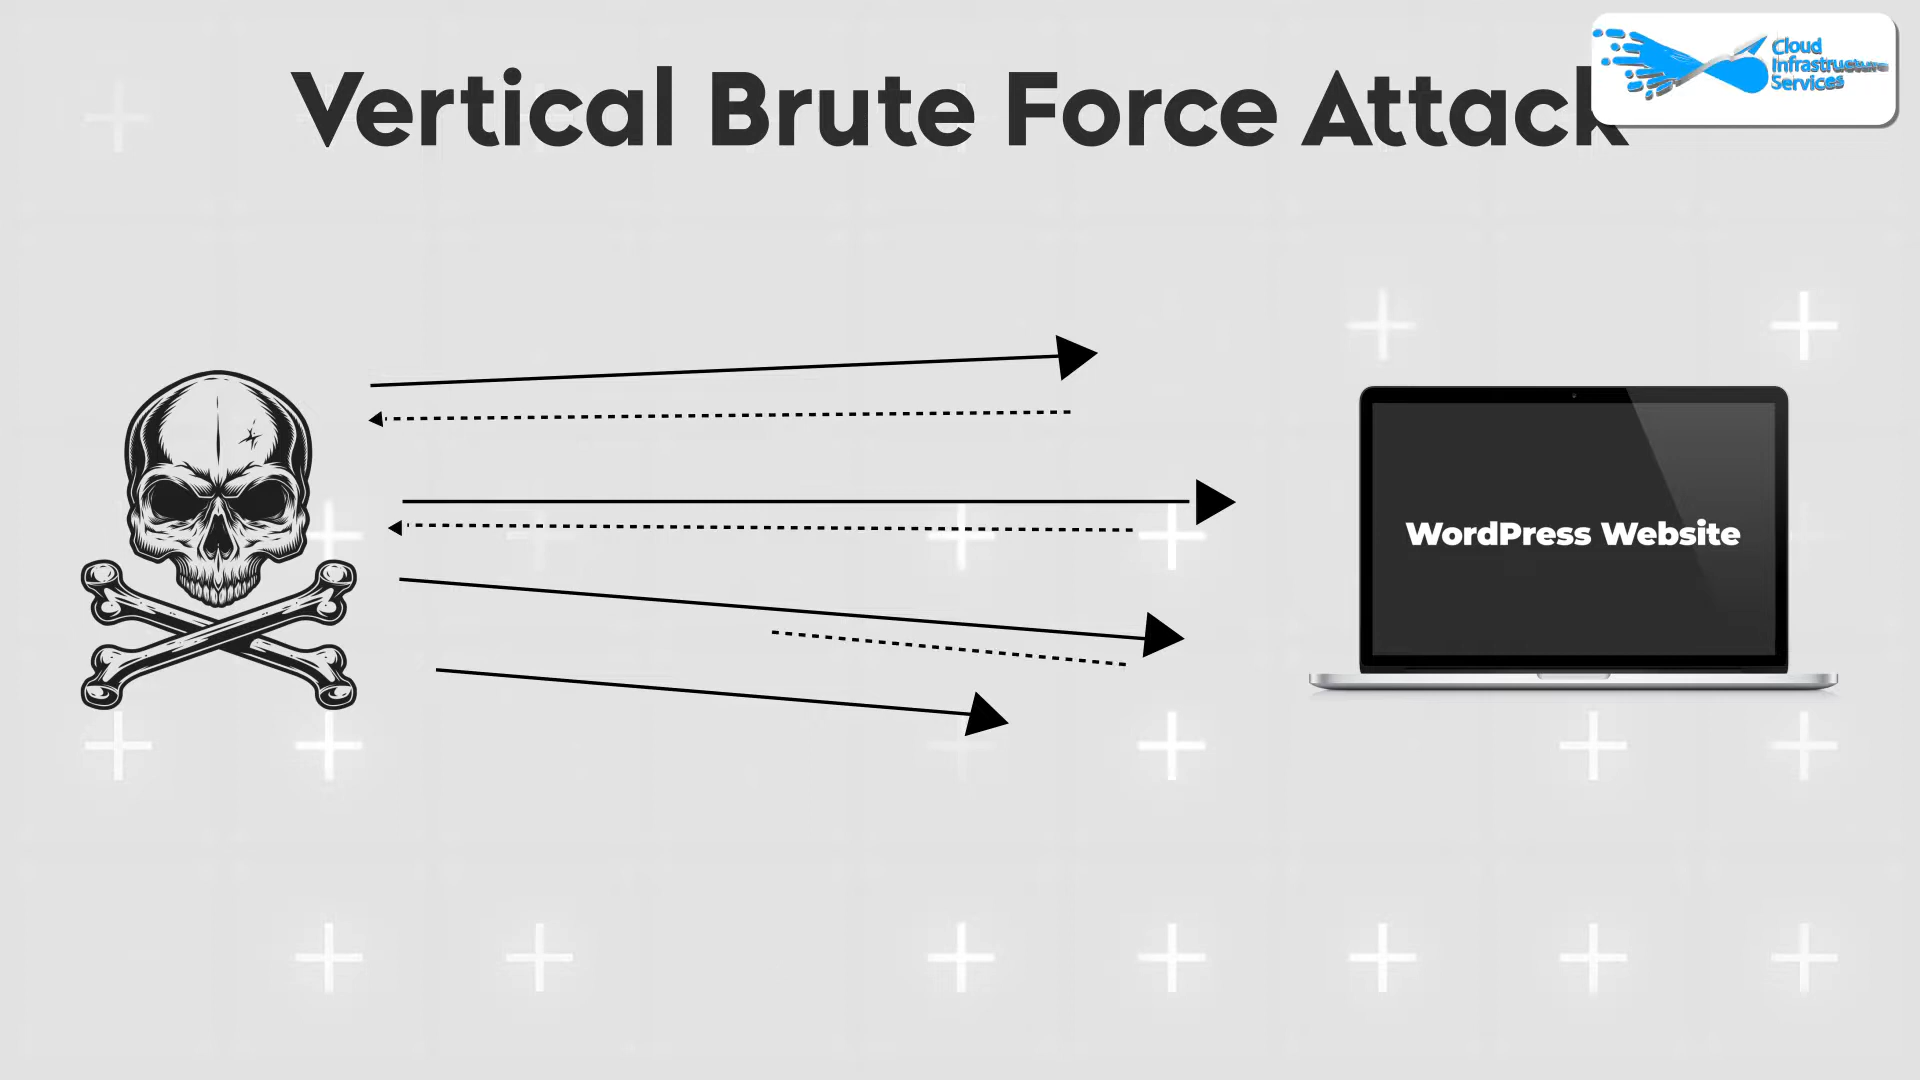 Vertical Brute Force Attack
Cloud
Infrastructure
Services
WordPress Website